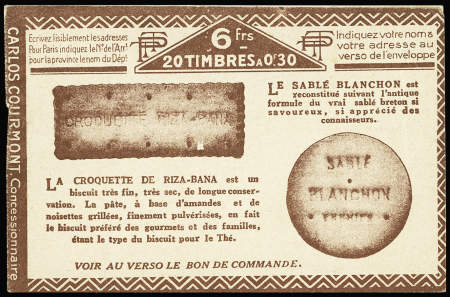 CARLOS COURMONT. Concessionnaire
Ecrivez lisiblement les adresses
Pour Paris indiquez le N° de l'Arrt
pour la province le nom du Dépt
6 Frs
20 TIMBRES A 0F.30
Indiquez votre nom &
votre adresse au
verso de l'enveloppe
CROQUETTE RIZA-BANA
LE SABLÉ BLANCHON est
reconstitué suivant l'antique
formule du vrai sablé breton si
savoureux, si apprécié des
connaisseurs.
SABLÉ
BLANCHON
LA CROQUETTE DE RIZA-BANA est un
biscuit très fin, très sec, de longue conser-
vation. La pâte, à base d'amandes et de
noisettes grillées, finement pulvérisées, en fait
le biscuit préféré des gourmets et des familles,
étant le type du biscuit pour le Thé.
VOIR AU VERSO LE BON DE COMMANDE.